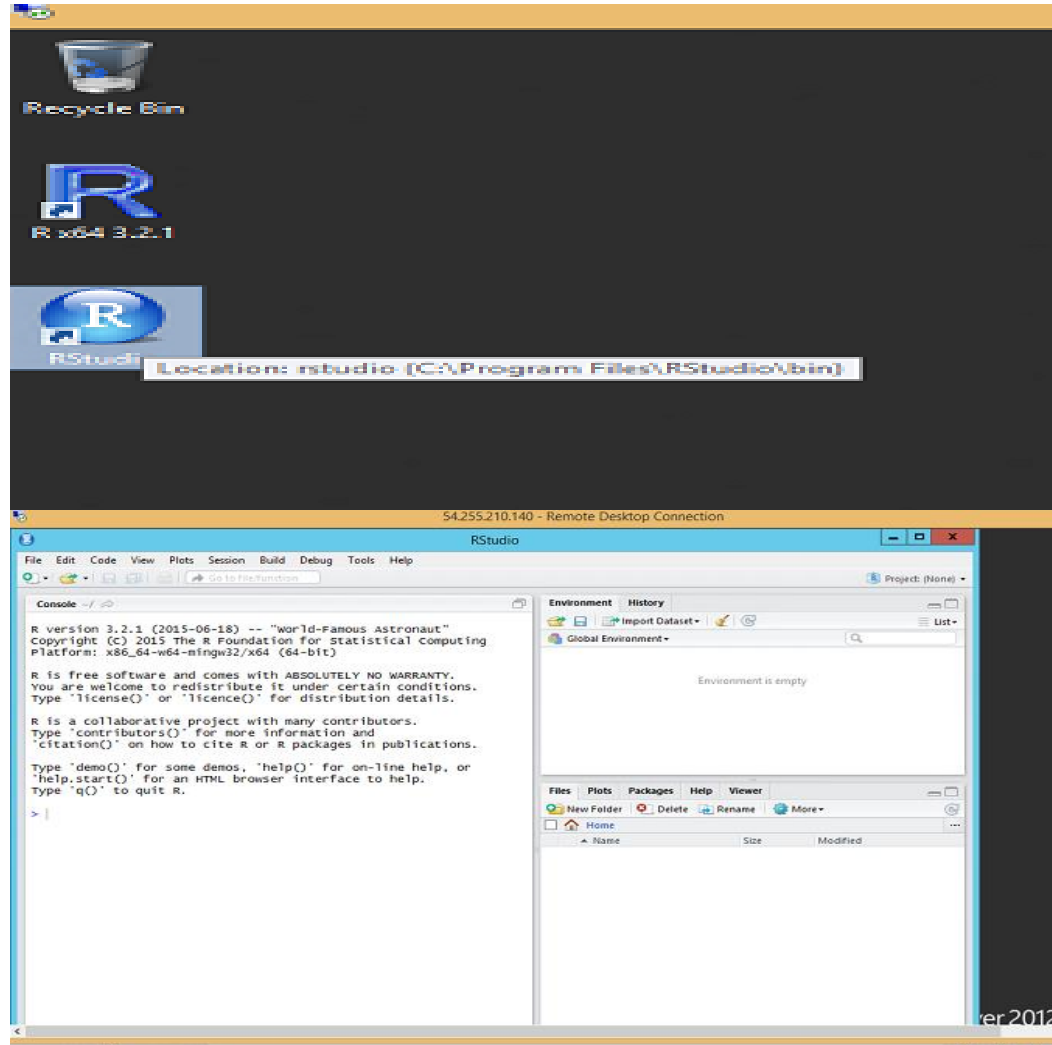 Recycle Bin
R x64 3.2.1
R
RStudi
Location: rstudio (C:\Program Files\RStudio\bin)
54.255.210.140 - Remote Desktop Connection
RStudio
File Edit Code View Plots Session Build Debug Tools Help
Go to file/function
Project: (None)
Console ~/
R version 3.2.1 (2015-06-18) -- "World-Famous Astronaut"
Copyright (C) 2015 The R Foundation for Statistical Computing
Platform: x86_64-w64-mingw32/x64 (64-bit)
R is free software and comes with ABSOLUTELY NO WARRANTY.
You are welcome to redistribute it under certain conditions.
Type 'license()' or 'licence()' for distribution details.
R is a collaborative project with many contributors.
Type 'contributors()' for more information and
'citation()' on how to cite R or R packages in publications.
Type 'demo()' for some demos, 'help()' for on-line help, or
'help.start()' for an HTML browser interface to help.
Type 'q()' to quit R.
>
Environment History
Import Dataset
List
Global Environment
Environment is empty
Files Plots Packages Help Viewer
New Folder Delete Rename More
Home
Name Size Modified
ver 2012